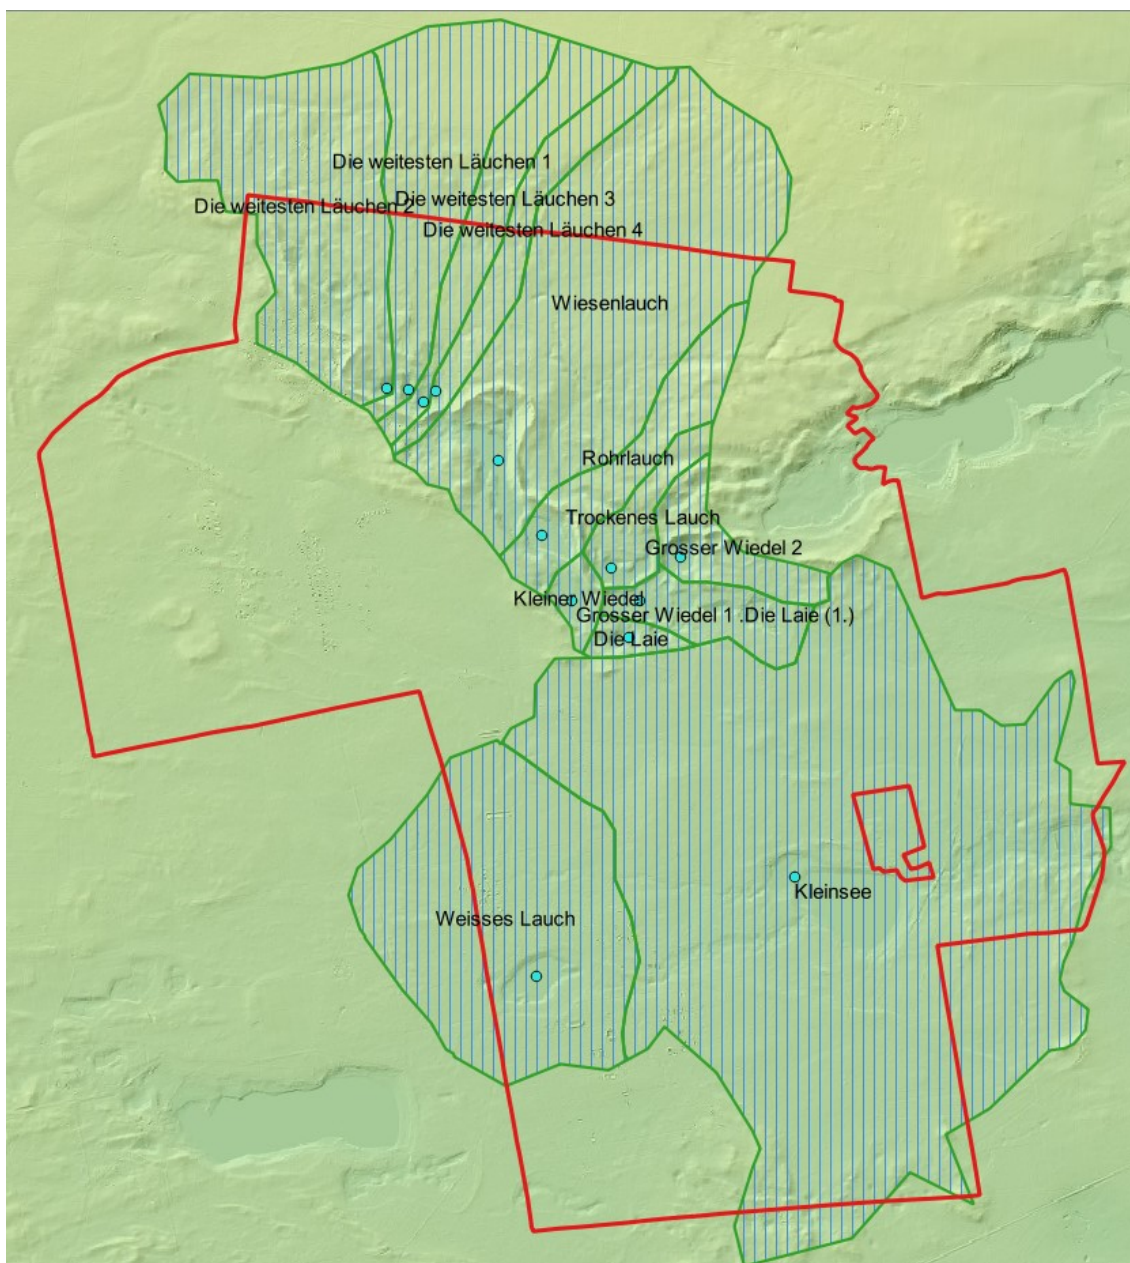 Die weitesten Läuchen 1
Die weitesten Läuchen 3
Die weitesten Läuchen 2
Die weitesten Läuchen 4
Wiesenlauch
Rohrlauch
Trockenes Lauch
Grosser Wiedel 2
Kleiner Wiedel
Grosser Wiedel 1 .Die Laie (1.)
Die Laie
Kleinsee
Weisses Lauch